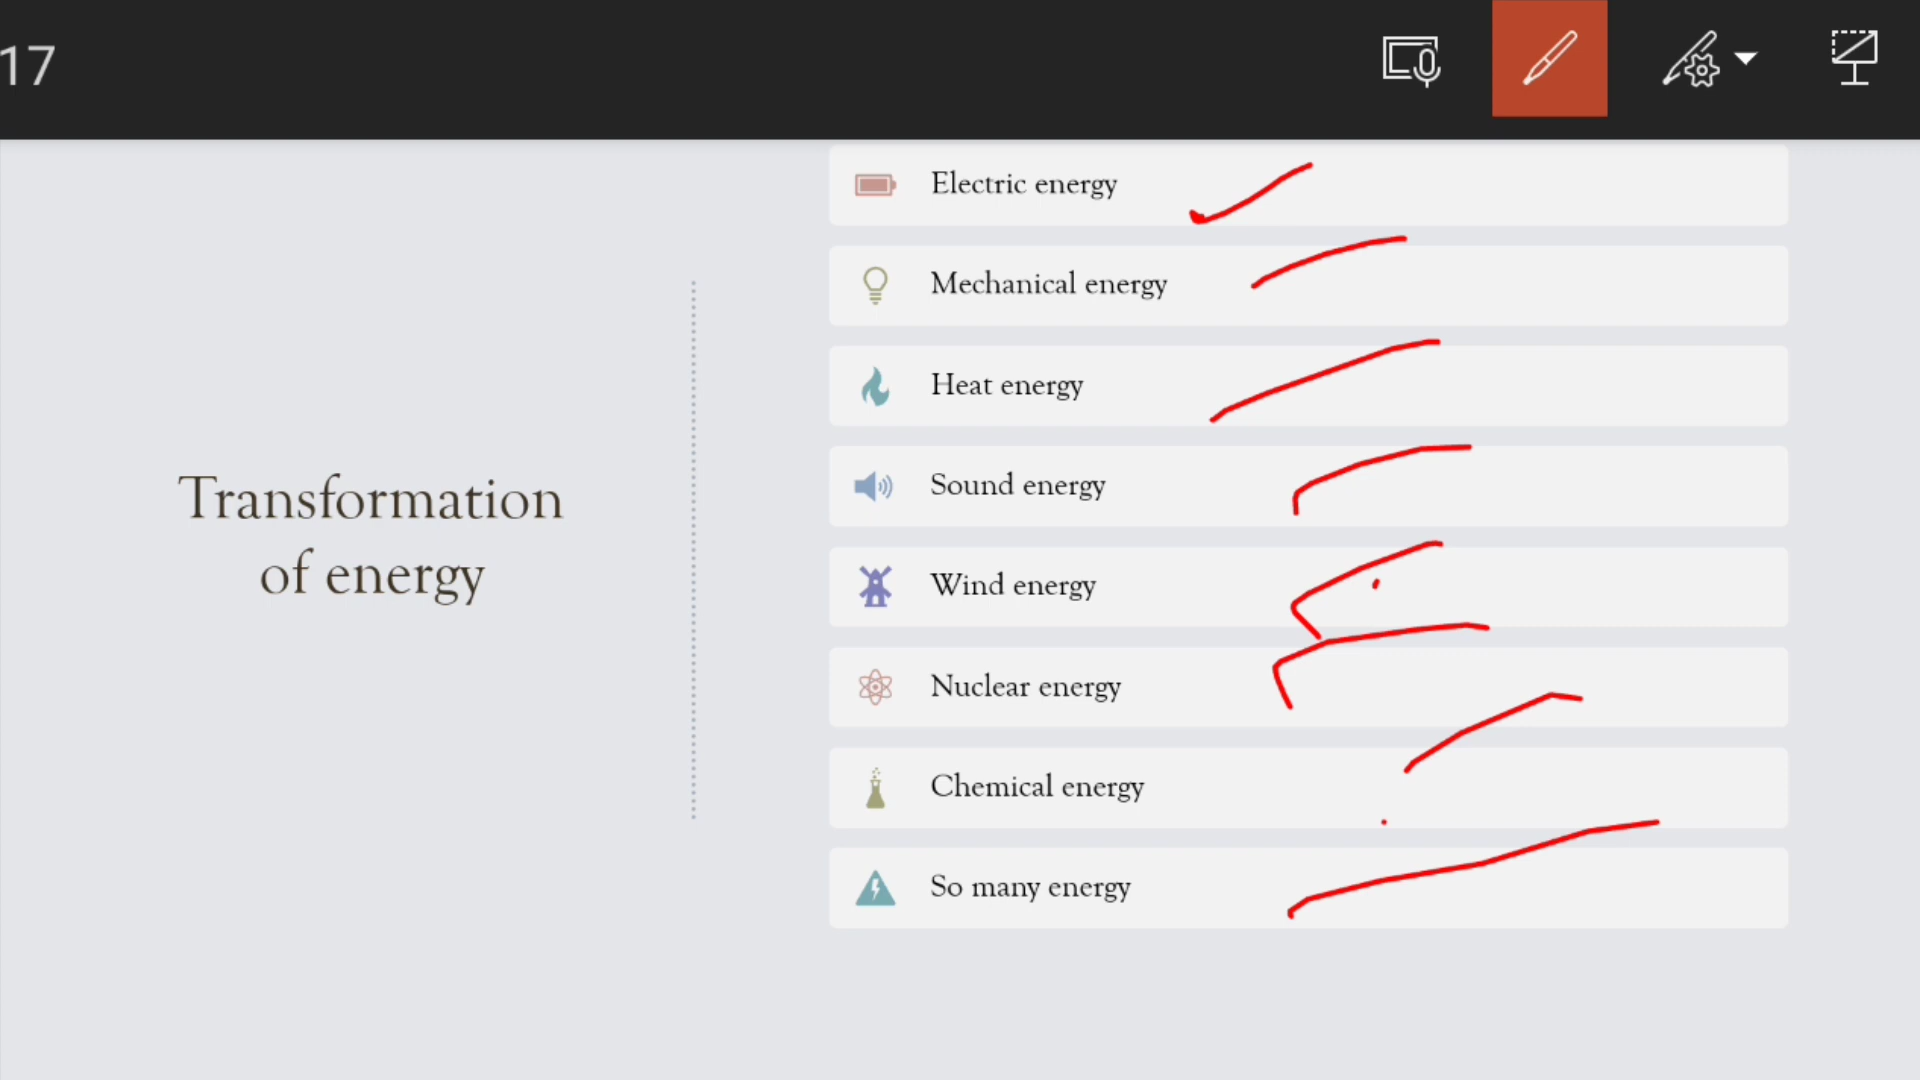 17
Transformation
of energy
Electric energy
Mechanical energy
Heat energy
Sound energy
Wind energy
Nuclear energy
Chemical energy
So many energy